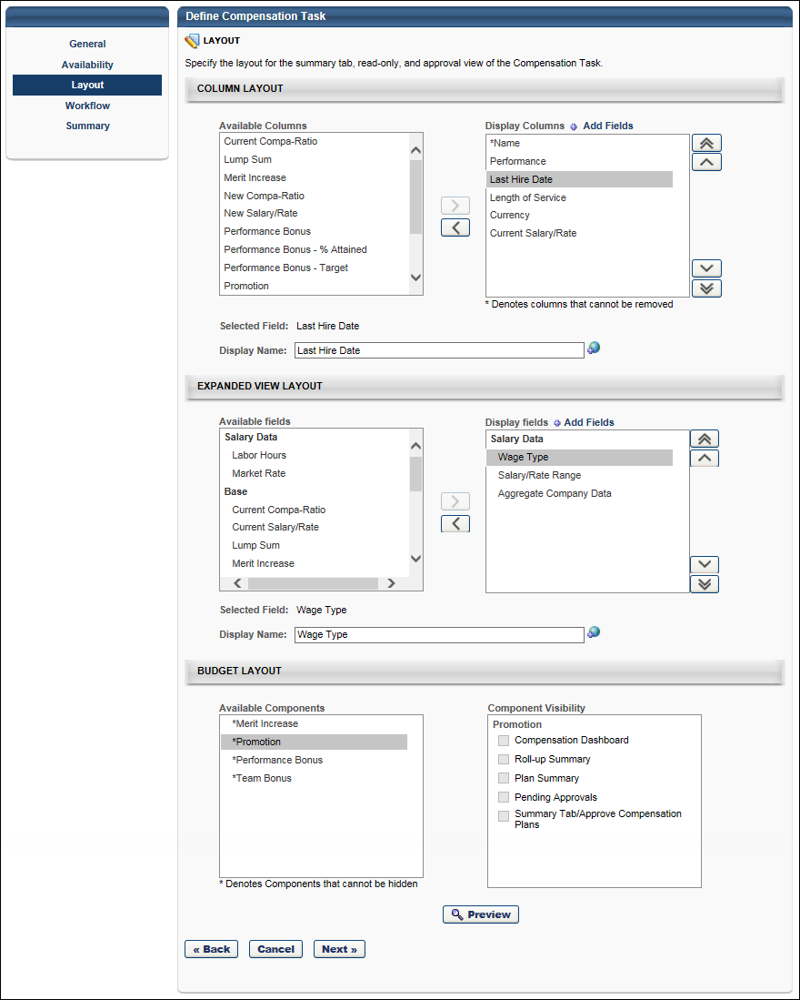 General
Availability
Layout
Workflow
Summary
Define Compensation Task
LAYOUT
Specify the layout for the summary tab, read-only, and approval view of the Compensation Task.
COLUMN LAYOUT
Available Columns
Current Compa-Ratio
Lump Sum
Merit Increase
New Compa-Ratio
New Salary/Rate
Performance Bonus
Performance Bonus - % Attained
Performance Bonus - Target
Promotion
Display Columns Add Fields
*Name
Performance
Last Hire Date
Length of Service
Currency
Current Salary/Rate
* Denotes columns that cannot be removed
Selected Field: Last Hire Date
Display Name: Last Hire Date
EXPANDED VIEW LAYOUT
Available fields
Salary Data
Labor Hours
Market Rate
Base
Current Compa-Ratio
Current Salary/Rate
Lump Sum
Merit Increase
Display fields Add Fields
Salary Data
Wage Type
Salary/Rate Range
Aggregate Company Data
Selected Field: Wage Type
Display Name: Wage Type
BUDGET LAYOUT
Available Components
*Merit Increase
*Promotion
*Performance Bonus
*Team Bonus
* Denotes Components that cannot be hidden
Component Visibility
Promotion
Compensation Dashboard
Roll-up Summary
Plan Summary
Pending Approvals
Summary Tab/Approve Compensation
Plans
Preview
« Back Cancel Next »